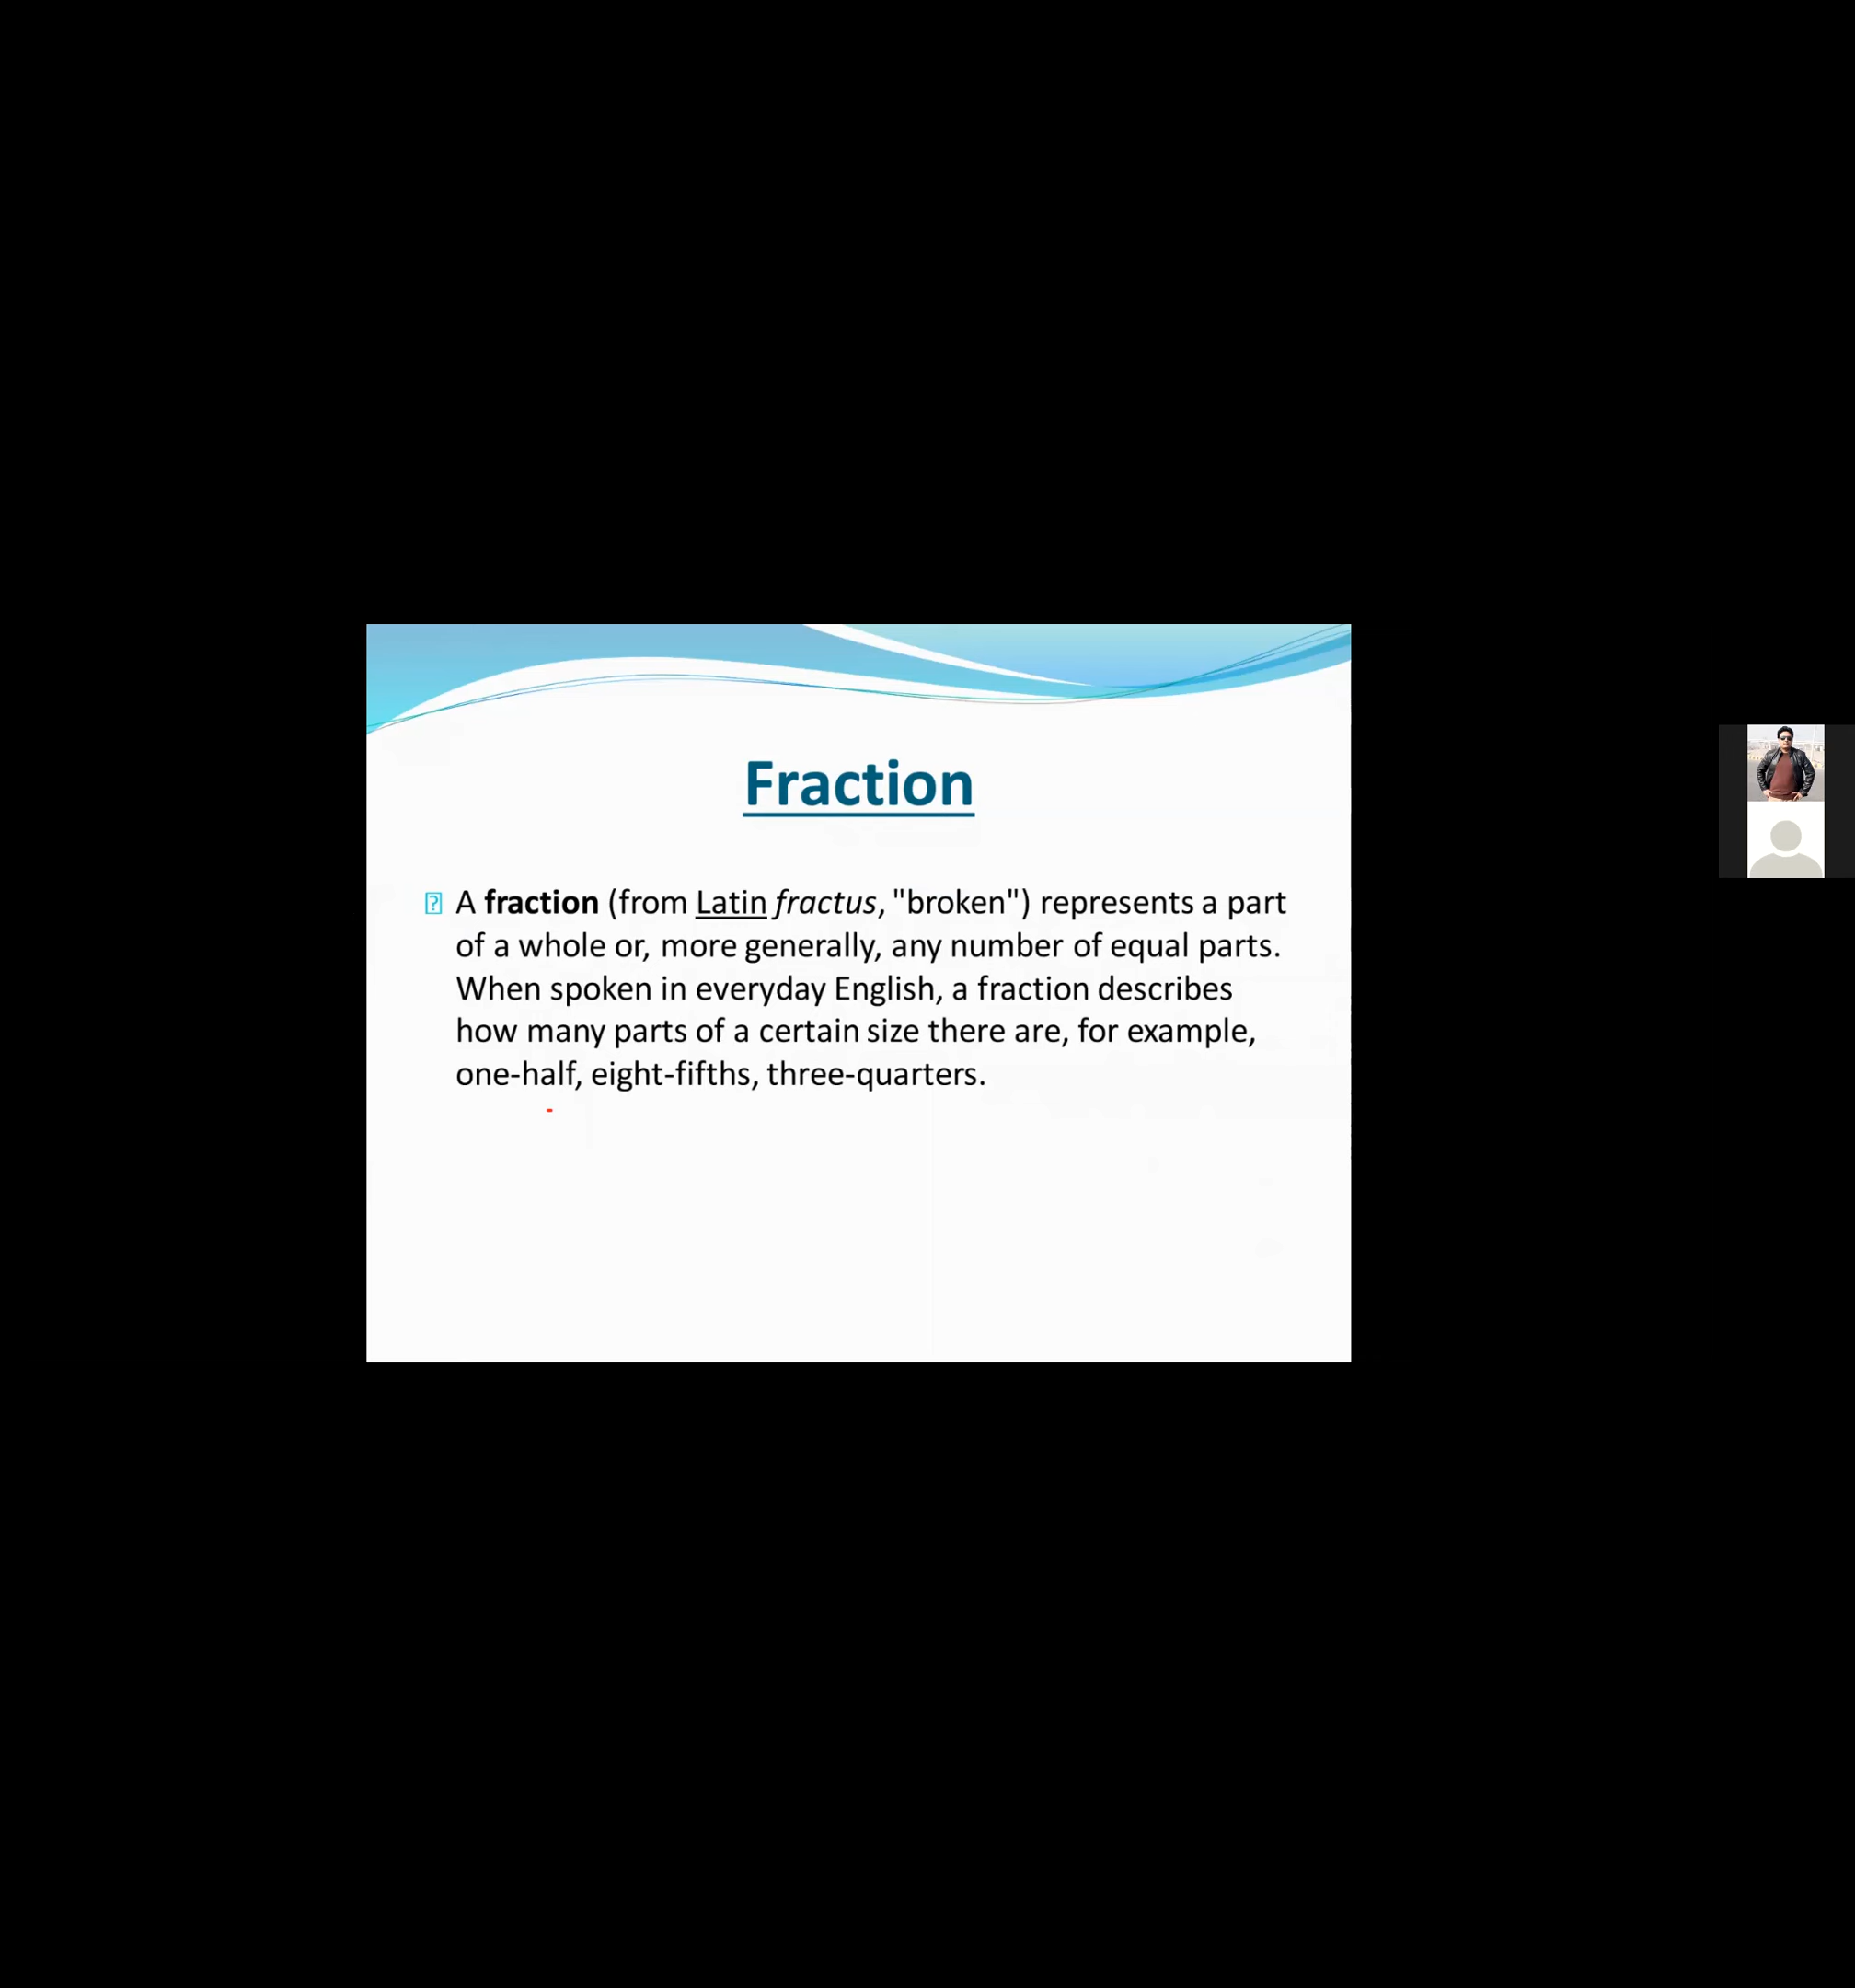 Fraction
A fraction (from Latin fractus, "broken") represents a part
of a whole or, more generally, any number of equal parts.
When spoken in everyday English, a fraction describes
how many parts of a certain size there are, for example,
one-half, eight-fifths, three-quarters.